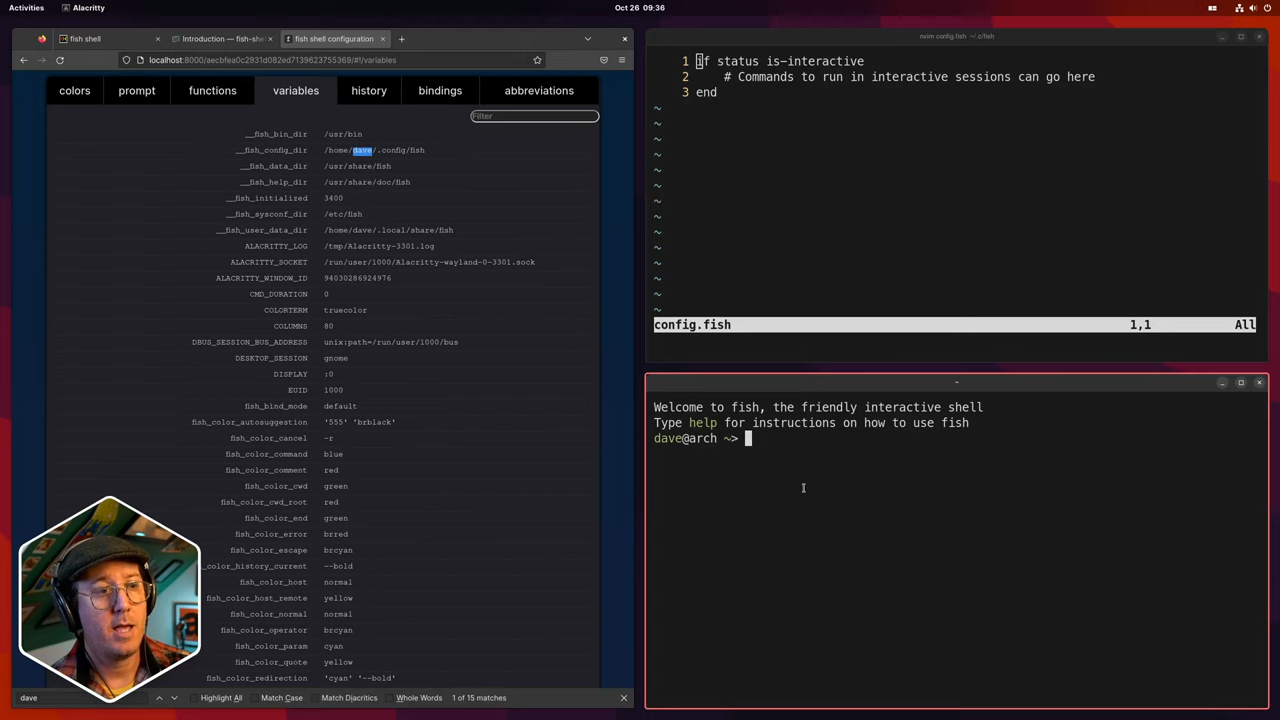 Activities
Alacritty
Oct 26 09:36
fish shell
Introduction — fish-she
fish shell configuration
localhost:8000/aecbfea0c2931d082ed7139623755369/#!/variables
colors prompt functions variables history bindings abbreviations
Filter
__fish_bin_dir /usr/bin
__fish_config_dir /home/dave/.config/fish
__fish_data_dir /usr/share/fish
__fish_help_dir /usr/share/doc/fish
__fish_initialized 3400
__fish_sysconf_dir /etc/fish
__fish_user_data_dir /home/dave/.local/share/fish
ALACRITTY_LOG /tmp/Alacritty-3301.log
ALACRITTY_SOCKET /run/user/1000/Alacritty-wayland-0-3301.sock
ALACRITTY_WINDOW_ID 94030286924976
CMD_DURATION 0
COLORTERM truecolor
COLUMNS 80
DBUS_SESSION_BUS_ADDRESS unix:path=/run/user/1000/bus
DESKTOP_SESSION gnome
DISPLAY :0
EUID 1000
fish_bind_mode default
fish_color_autosuggestion '555' 'brblack'
fish_color_cancel -r
fish_color_command blue
fish_color_comment red
fish_color_cwd green
fish_color_cwd_root red
fish_color_end green
fish_color_error brred
fish_color_escape brcyan
_color_history_current --bold
fish_color_host normal
fish_color_host_remote yellow
fish_color_normal normal
fish_color_operator brcyan
fish_color_param cyan
fish_color_quote yellow
fish_color_redirection 'cyan' '--bold'
dave
Highlight All Match Case Match Diacritics Whole Words 1 of 15 matches
nvim config.fish ~/.c/fish
1 if status is-interactive
2 # Commands to run in interactive sessions can go here
3 end
~
~
~
~
~
~
~
~
~
~
~
~
~
~
config.fish 1,1 All
~
Welcome to fish, the friendly interactive shell
Type help for instructions on how to use fish
dave@arch ~>